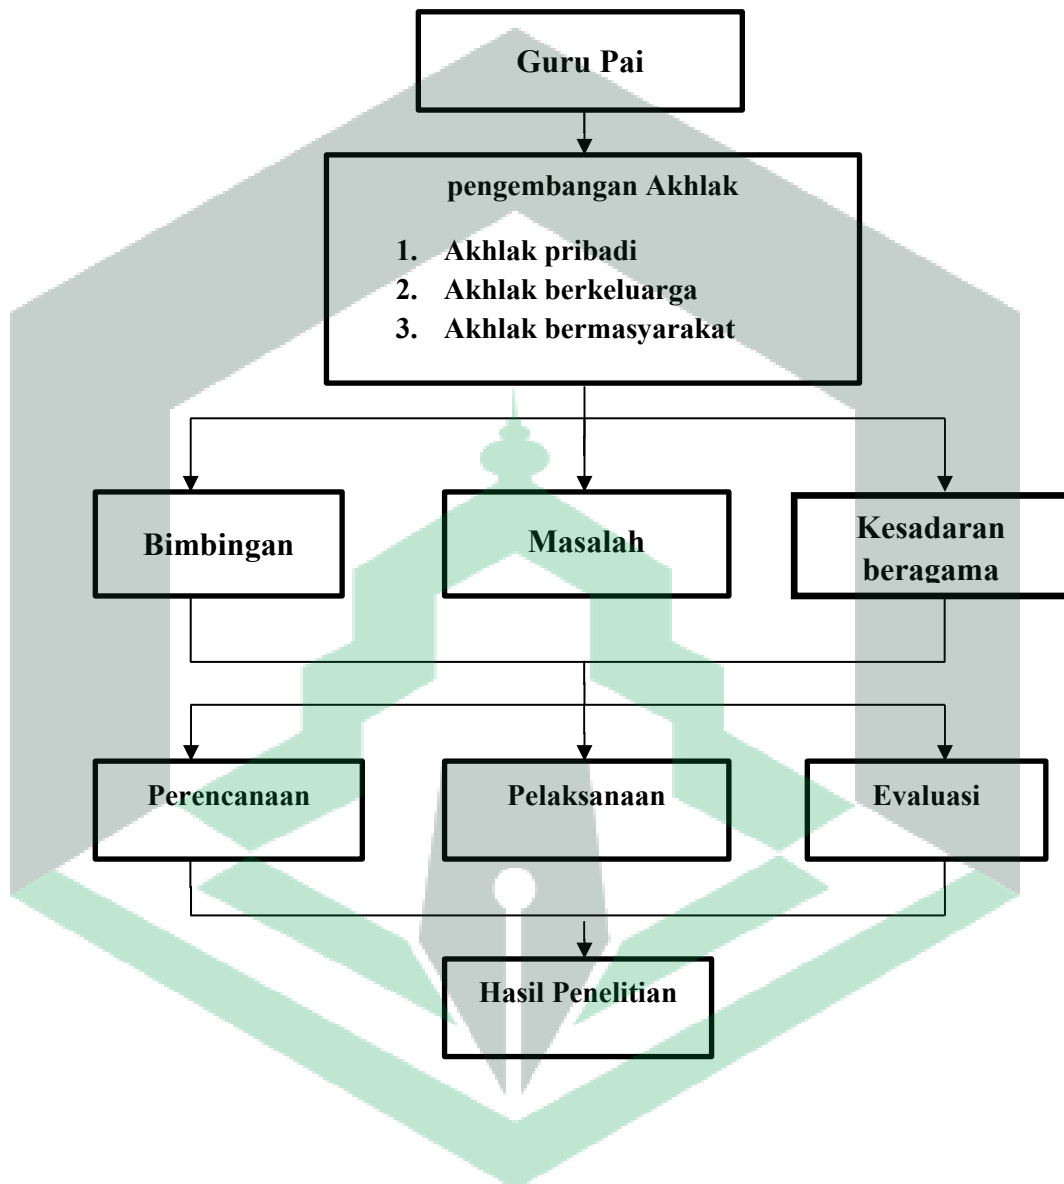 Guru Pai
pengembangan Akhlak
1. Akhlak pribadi
2. Akhlak berkeluarga
3. Akhlak bermasyarakat
Bimbingan
Masalah
Kesadaran
beragama
Perencanaan
Pelaksanaan
Evaluasi
Hasil Penelitian